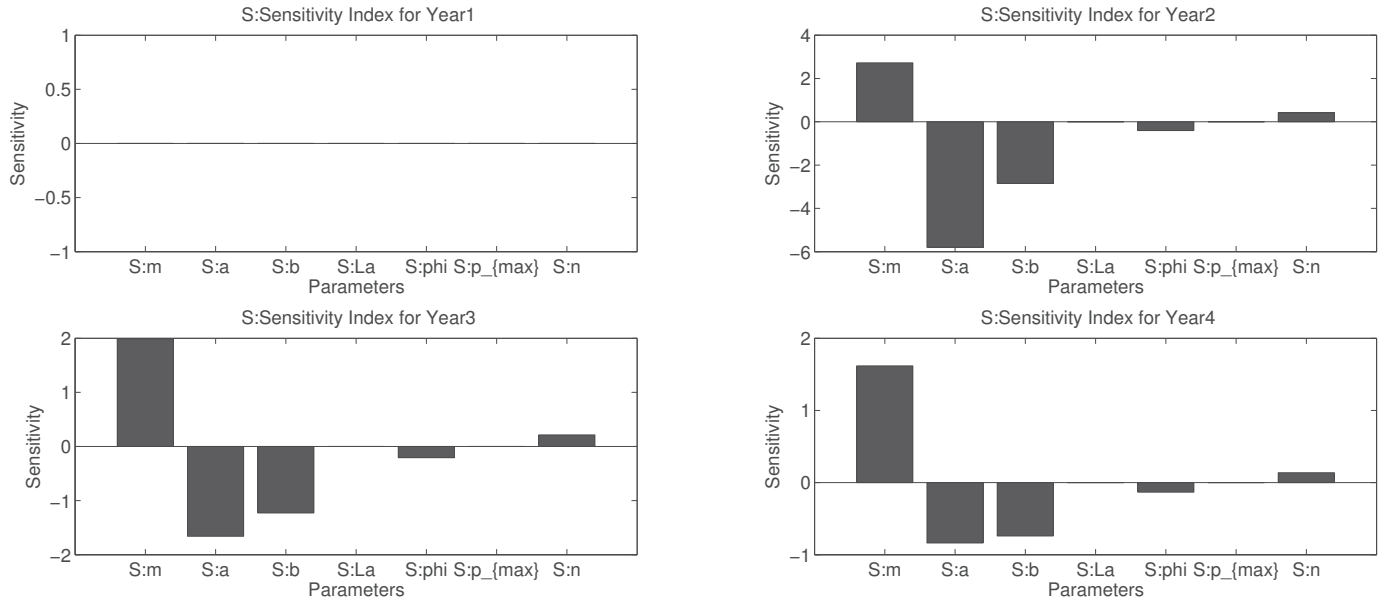 S:Sensitivity Index for Year1
1
0.5
0
−0.5
−1
Sensitivity
S:m S:a S:b S:La S:phi S:p_{max} S:n
Parameters
S:Sensitivity Index for Year2
4
2
0
−2
−4
−6
Sensitivity
S:m S:a S:b S:La S:phi S:p_{max} S:n
Parameters
S:Sensitivity Index for Year3
2
1
0
−1
−2
Sensitivity
S:m S:a S:b S:La S:phi S:p_{max} S:n
Parameters
S:Sensitivity Index for Year4
2
1
0
−1
Sensitivity
S:m S:a S:b S:La S:phi S:p_{max} S:n
Parameters